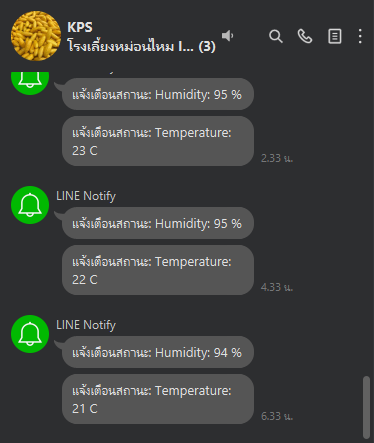 KPS
โรงเลี้ยงหม่อนไหม I... (3)
แจ้งเตือนสถานะ: Humidity: 95 %
แจ้งเตือนสถานะ: Temperature:
23 C
2.33 น.
LINE Notify
แจ้งเตือนสถานะ: Humidity: 95 %
แจ้งเตือนสถานะ: Temperature:
22 C
4.33 น.
LINE Notify
แจ้งเตือนสถานะ: Humidity: 94 %
แจ้งเตือนสถานะ: Temperature:
21 C
6.33 น.